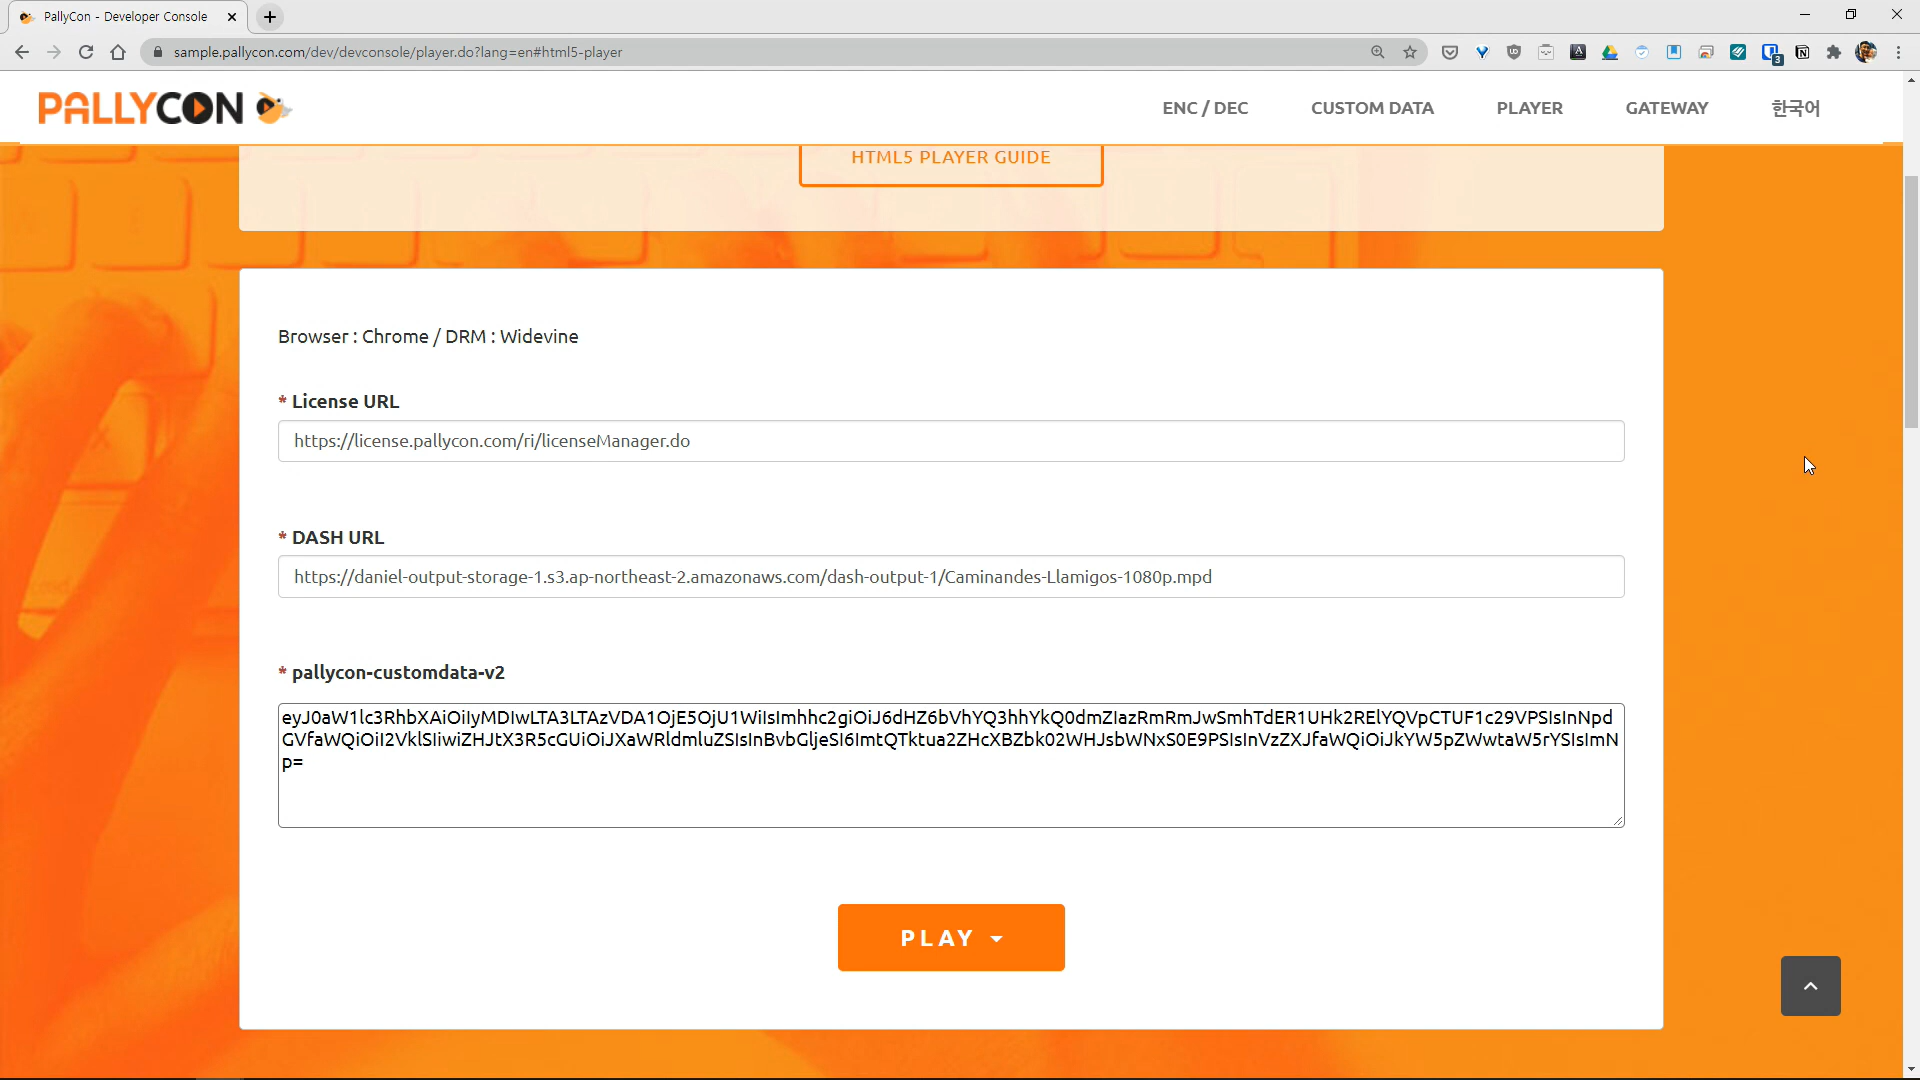 PallyCon - Developer Console
sample.pallycon.com/dev/devconsole/player.do?lang=en#html5-player
PALLYCON
ENC / DEC
CUSTOM DATA
PLAYER
GATEWAY
한국어
HTML5 PLAYER GUIDE
Browser : Chrome / DRM : Widevine
* License URL
https://license.pallycon.com/ri/licenseManager.do
* DASH URL
https://daniel-output-storage-1.s3.ap-northeast-2.amazonaws.com/dash-output-1/Caminandes-Llamigos-1080p.mpd
* pallycon-customdata-v2
eyJ0aW1lc3RhbXAiOiIyMDIwLTA3LTAzVDA1OjE5OjU1WiIsImhhc2giOiJ6dHZ6bVhYQ3hhYkQ0dmZIazRmRmJwSmhTdER1UHk2RElYQVpCTUF1c29VPSIsInNpd
GVfaWQiOiI2VklSIiwiZHJtX3R5cGUiOiJXaWRldmluZSIsInBvbGljeSI6ImtQTktua2ZHcXBZbk02WHJsbWNxS0E9PSIsInVzZXJfaWQiOiJkYW5pZWwtaW5rYSIsImN
p=
PLAY